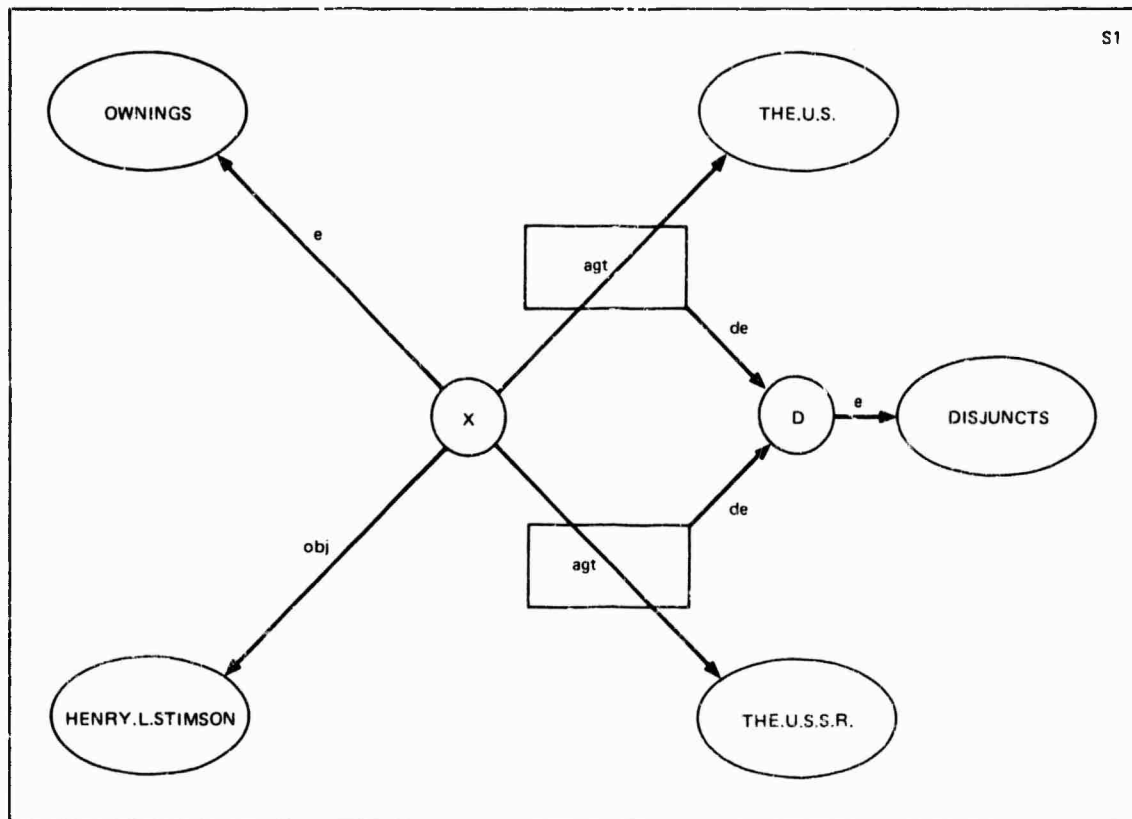 S1
OWNINGS
THE.U.S.
e
agt
de
X
D
e
DISJUNCTS
de
obj
agt
HENRY.L.STIMSON
THE.U.S.S.R.